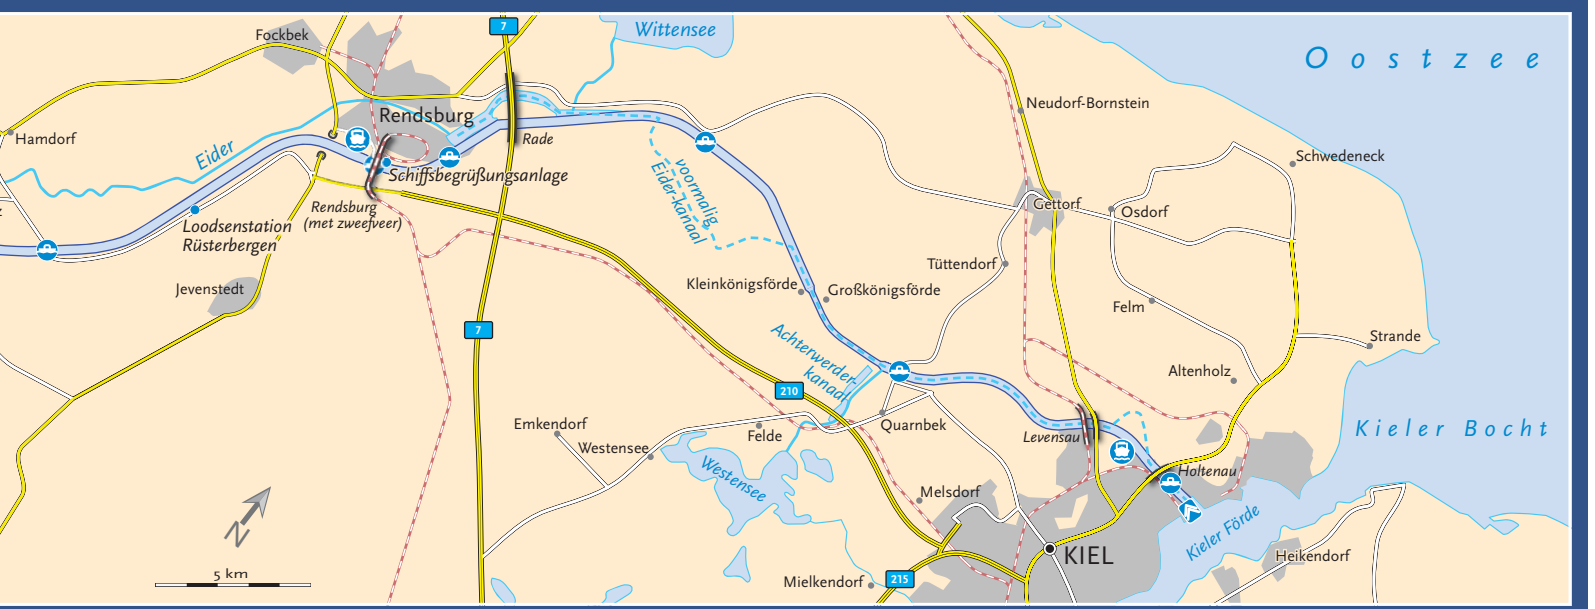 7
Wittensee
Fockbek
Oostzee
Neudorf-Bornstein
Rendsburg
Hamdorf
Rade
Eider
Schwedeneck
voormalig
Eider-kanaal
Schiffsbegrüßungsanlage
Rendsburg
(met zweefveer)
Gettorf
Osdorf
Loodsenstation
Rüsterbergen
Tüttendorf
Jevenstedt
Kleinkönigsförde
Großkönigsförde
Felm
7
Strande
Achterwerder-
kanaal
Altenholz
210
Emkendorf
Felde
Quarnbek
Levensau
Kieler Bocht
Westensee
Westensee
Holtenau
Melsdorf
N
Kieler Förde
KIEL
Heikendorf
5 km
Mielkendorf
215